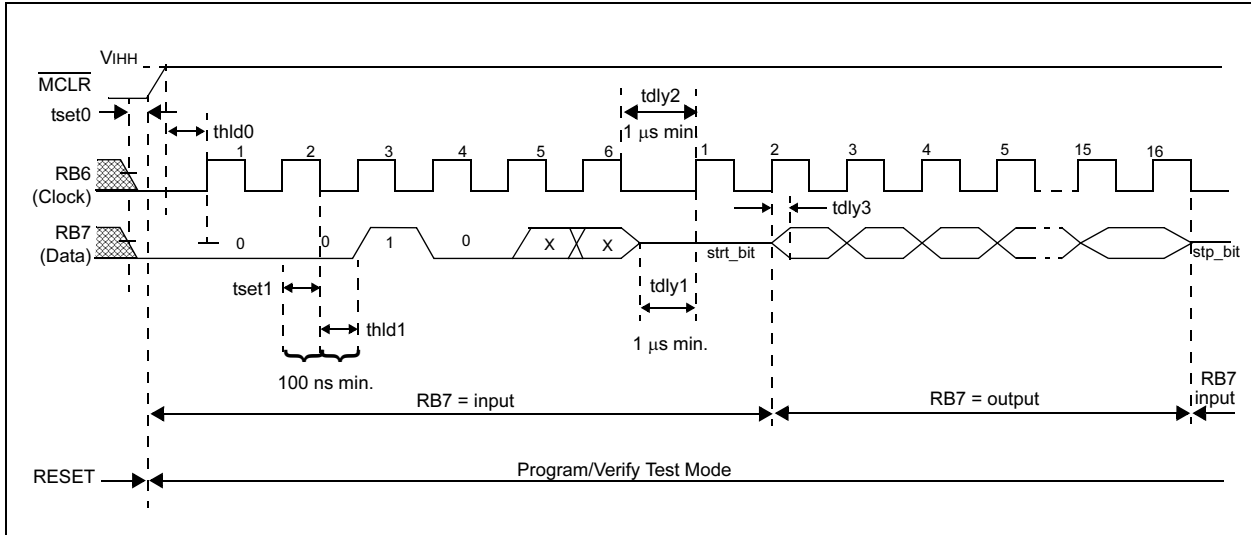 VIHH
MCLR
tset0
thld0
tdly2
1 μs min.
RB6
(Clock)
1 2 3 4 5 6 1 2 3 4 5 15 16
tdly3
RB7
(Data)
0 0 1 0 X X strt_bit stp_bit
tset1
thld1
tdly1
100 ns min.
1 μs min.
RB7 = input
RB7 = output
RB7
input
RESET
Program/Verify Test Mode